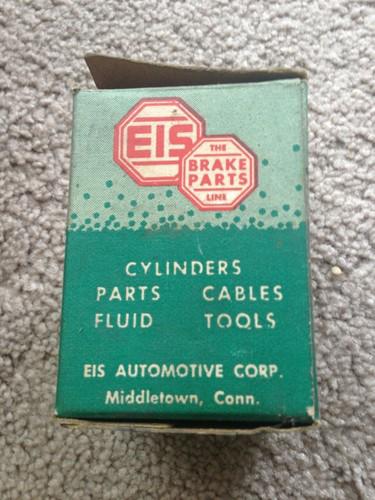 EIS
THE
BRAKE
PARTS
LINE
CYLINDERS
PARTS CABLES
FLUID TOOLS
EIS AUTOMOTIVE CORP.
Middletown, Conn.